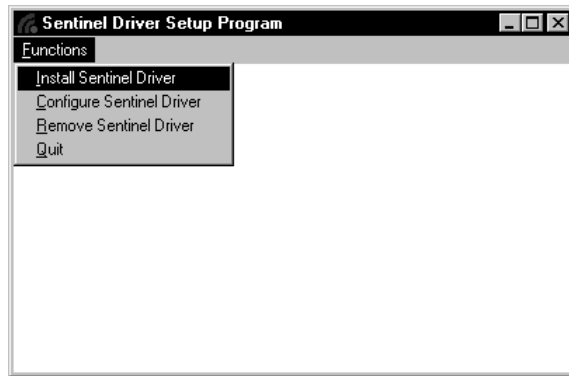 Sentinel Driver Setup Program
Functions
Install Sentinel Driver
Configure Sentinel Driver
Remove Sentinel Driver
Quit